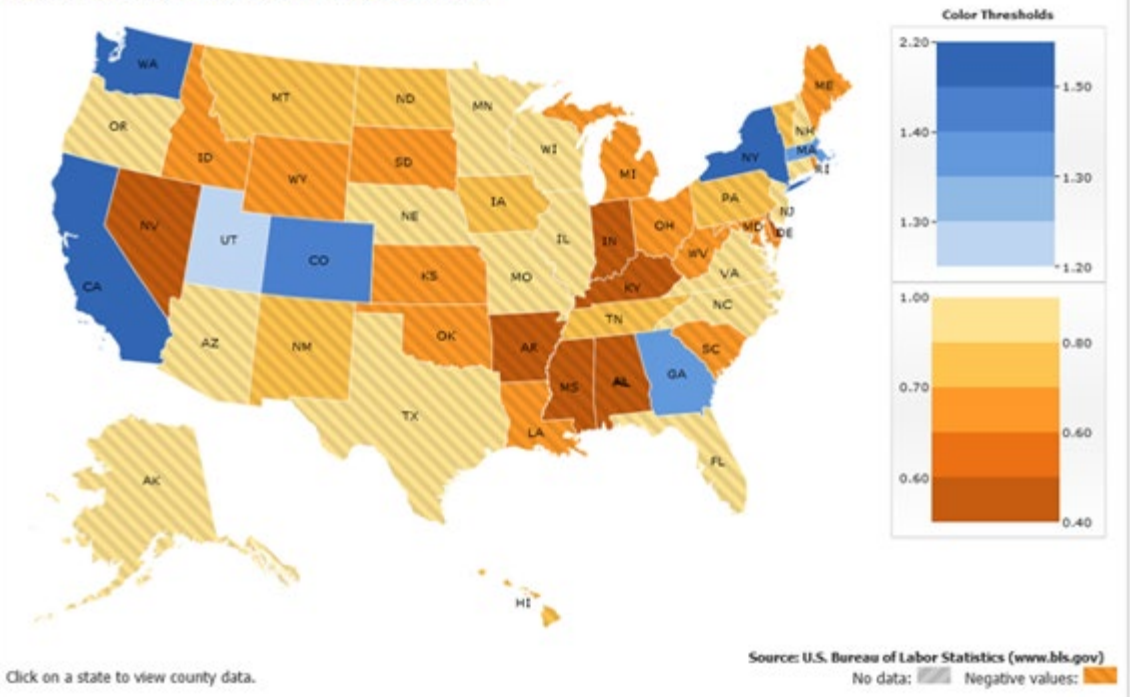 Color Thresholds
2.20
1.50
1.40
1.30
1.30
1.20
1.00
0.80
0.70
0.60
0.60
0.40
WA
MT
ND
MN
ME
OR
NH
WI
MA
NY
ID
SD
RI
WY
MI
PA
IA
NE
NJ
NV
OH
MD
DE
UT
IL
IN
WV
CO
KS
MO
VA
CA
KY
NC
TN
OK
AZ
NM
AR
SC
GA
MS
AL
TX
LA
FL
AK
HI
Source: U.S. Bureau of Labor Statistics (www.bls.gov)
Click on a state to view county data.
No data: Negative values: